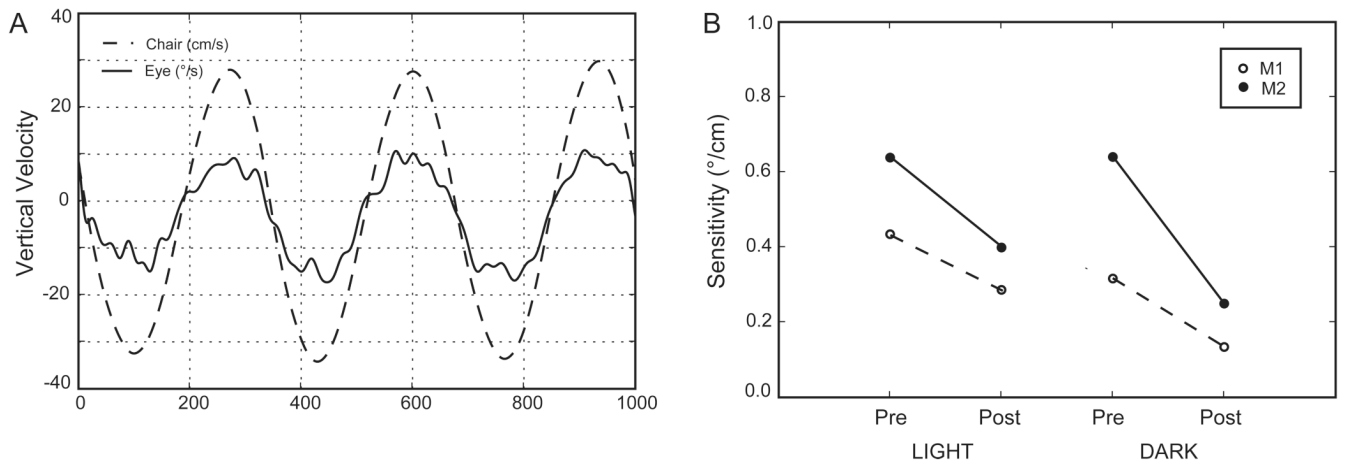 A
40
20
0
-20
-40
Vertical Velocity
Chair (cm/s)
Eye (°/s)
0 200 400 600 800 1000
B
1.0
0.8
0.6
0.4
0.2
0.0
Sensitivity (°/cm)
M1
M2
Pre Post Pre Post
LIGHT DARK